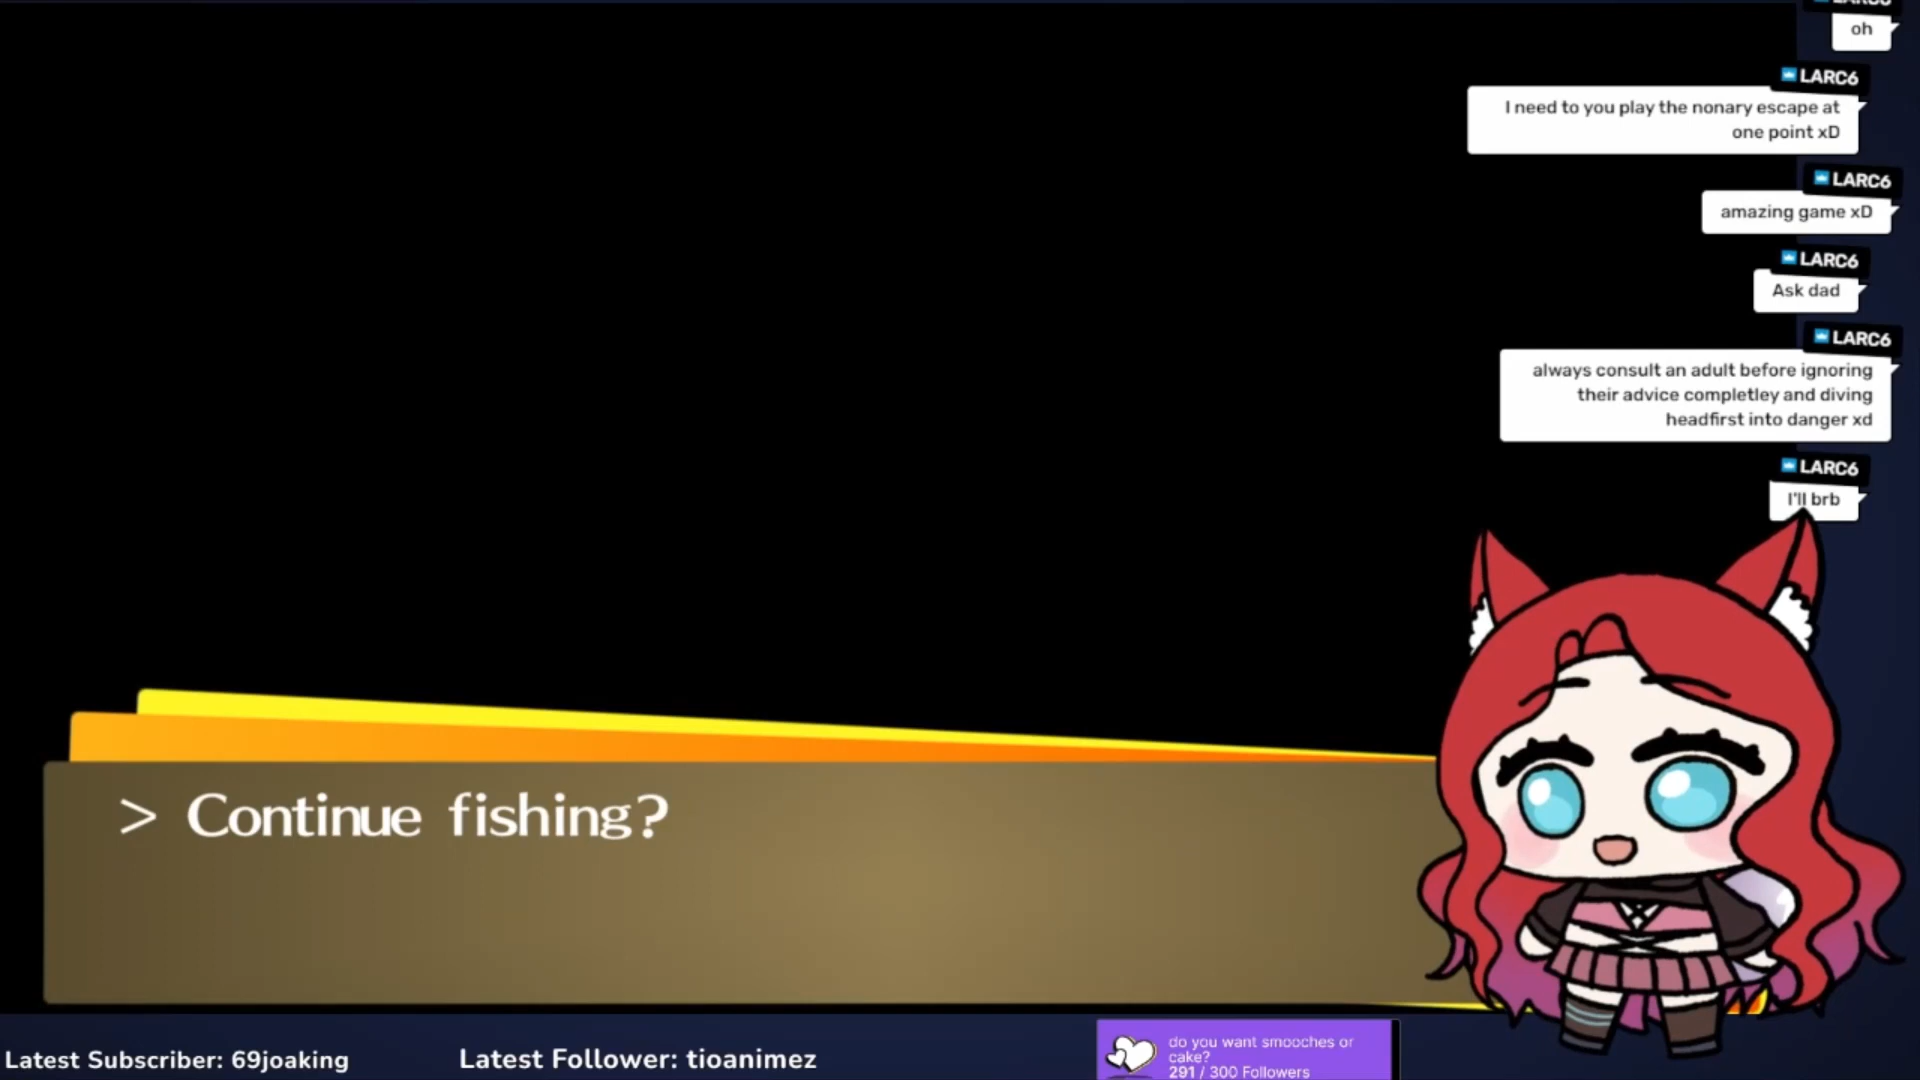 oh
LARC6
I need to you play the nonary escape at
one point xD
LARC6
amazing game xD
LARC6
Ask dad
LARC6
always consult an adult before ignoring
their advice completley and diving
headfirst into danger xd
LARC6
I'll brb
> Continue fishing?
Latest Subscriber: 69joaking
Latest Follower: tioanimez
do you want smooches or
cake?
291 / 300 Followers